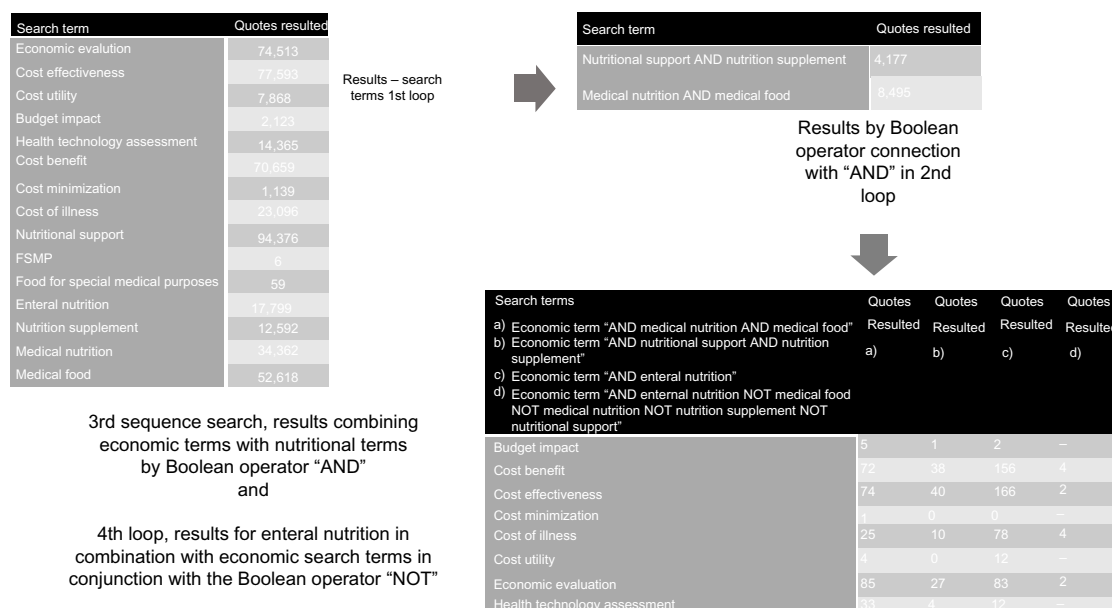 Search term Quotes resulted
Economic evalution 74,513
Cost effectiveness 77,593
Cost utility 7,868
Budget impact 2,123
Health technology assessment 14,365
Cost benefit 70,659
Cost minimization 1,139
Cost of illness 23,096
Nutritional support 94,376
FSMP 6
Food for special medical purposes 59
Enteral nutrition 17,799
Nutrition supplement 12,592
Medical nutrition 34,362
Medical food 52,618
Results – search
terms 1st loop
Search term Quotes resulted
Nutritional support AND nutrition supplement 4,177
Medical nutrition AND medical food 8,495
Results by Boolean
operator connection
with “AND” in 2nd
loop
3rd sequence search, results combining
economic terms with nutritional terms
by Boolean operator “AND”
and
4th loop, results for enteral nutrition in
combination with economic search terms in
conjunction with the Boolean operator “NOT”
Search terms Quotes Quotes Quotes Quotes
Resulted Resulted Resulted Resulted
a) b) c) d)
a) Economic term “AND medical nutrition AND medical food”
b) Economic term “AND nutritional support AND nutrition
supplement”
c) Economic term “AND enteral nutrition”
d) Economic term “AND enternal nutrition NOT medical food
NOT medical nutrition NOT nutrition supplement NOT
nutritional support”
Budget impact 5 1 2 –
Cost benefit 72 38 156 4
Cost effectiveness 74 40 166 2
Cost minimization 1 0 0 –
Cost of illness 25 10 78 4
Cost utility 4 0 12 –
Economic evaluation 85 27 83 2
Health technology assessment 33 4 12 –